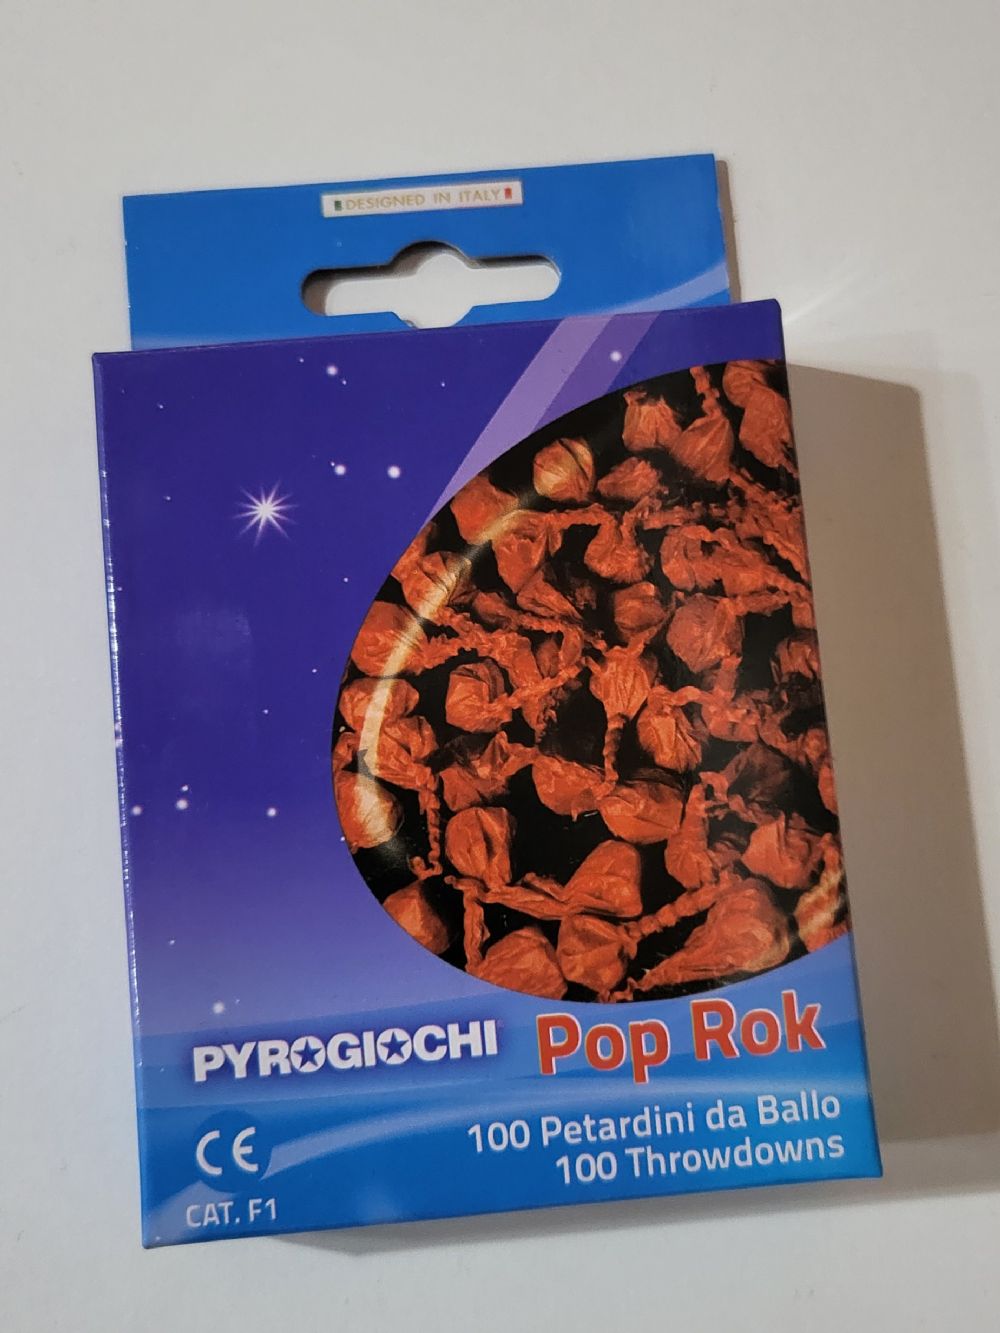 DESIGNED IN ITALY
PYROGIOCHI
Pop Rok
100 Petardini da Ballo
100 Throwdowns
CE
CAT. F1